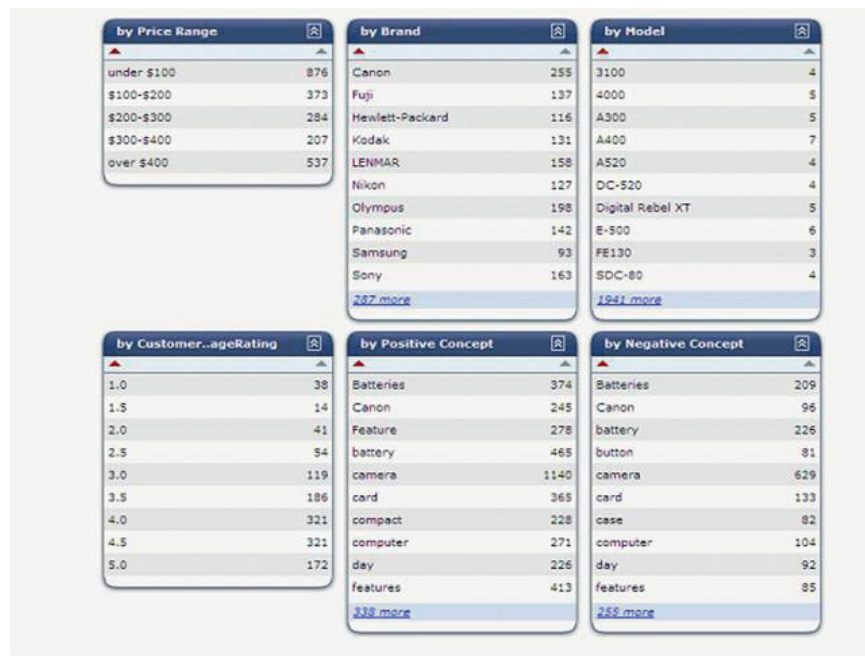 by Price Range
under $100 876
$100-$200 373
$200-$300 284
$300-$400 207
over $400 537
by Brand
Canon 255
Fuji 137
Hewlett-Packard 116
Kodak 131
LENMAR 158
Nikon 127
Olympus 198
Panasonic 142
Samsung 93
Sony 163
287 more
by Model
3100 4
4000 5
A300 5
A400 7
A520 4
DC-520 4
Digital Rebel XT 5
E-500 6
FE130 3
SDC-80 4
1941 more
by Customer..ageRating
1.0 38
1.5 14
2.0 41
2.5 54
3.0 119
3.5 186
4.0 321
4.5 321
5.0 172
by Positive Concept
Batteries 374
Canon 245
Feature 278
battery 465
camera 1140
card 365
compact 228
computer 271
day 226
features 413
338 more
by Negative Concept
Batteries 209
Canon 96
battery 226
button 81
camera 629
card 133
case 82
computer 104
day 92
features 85
255 more